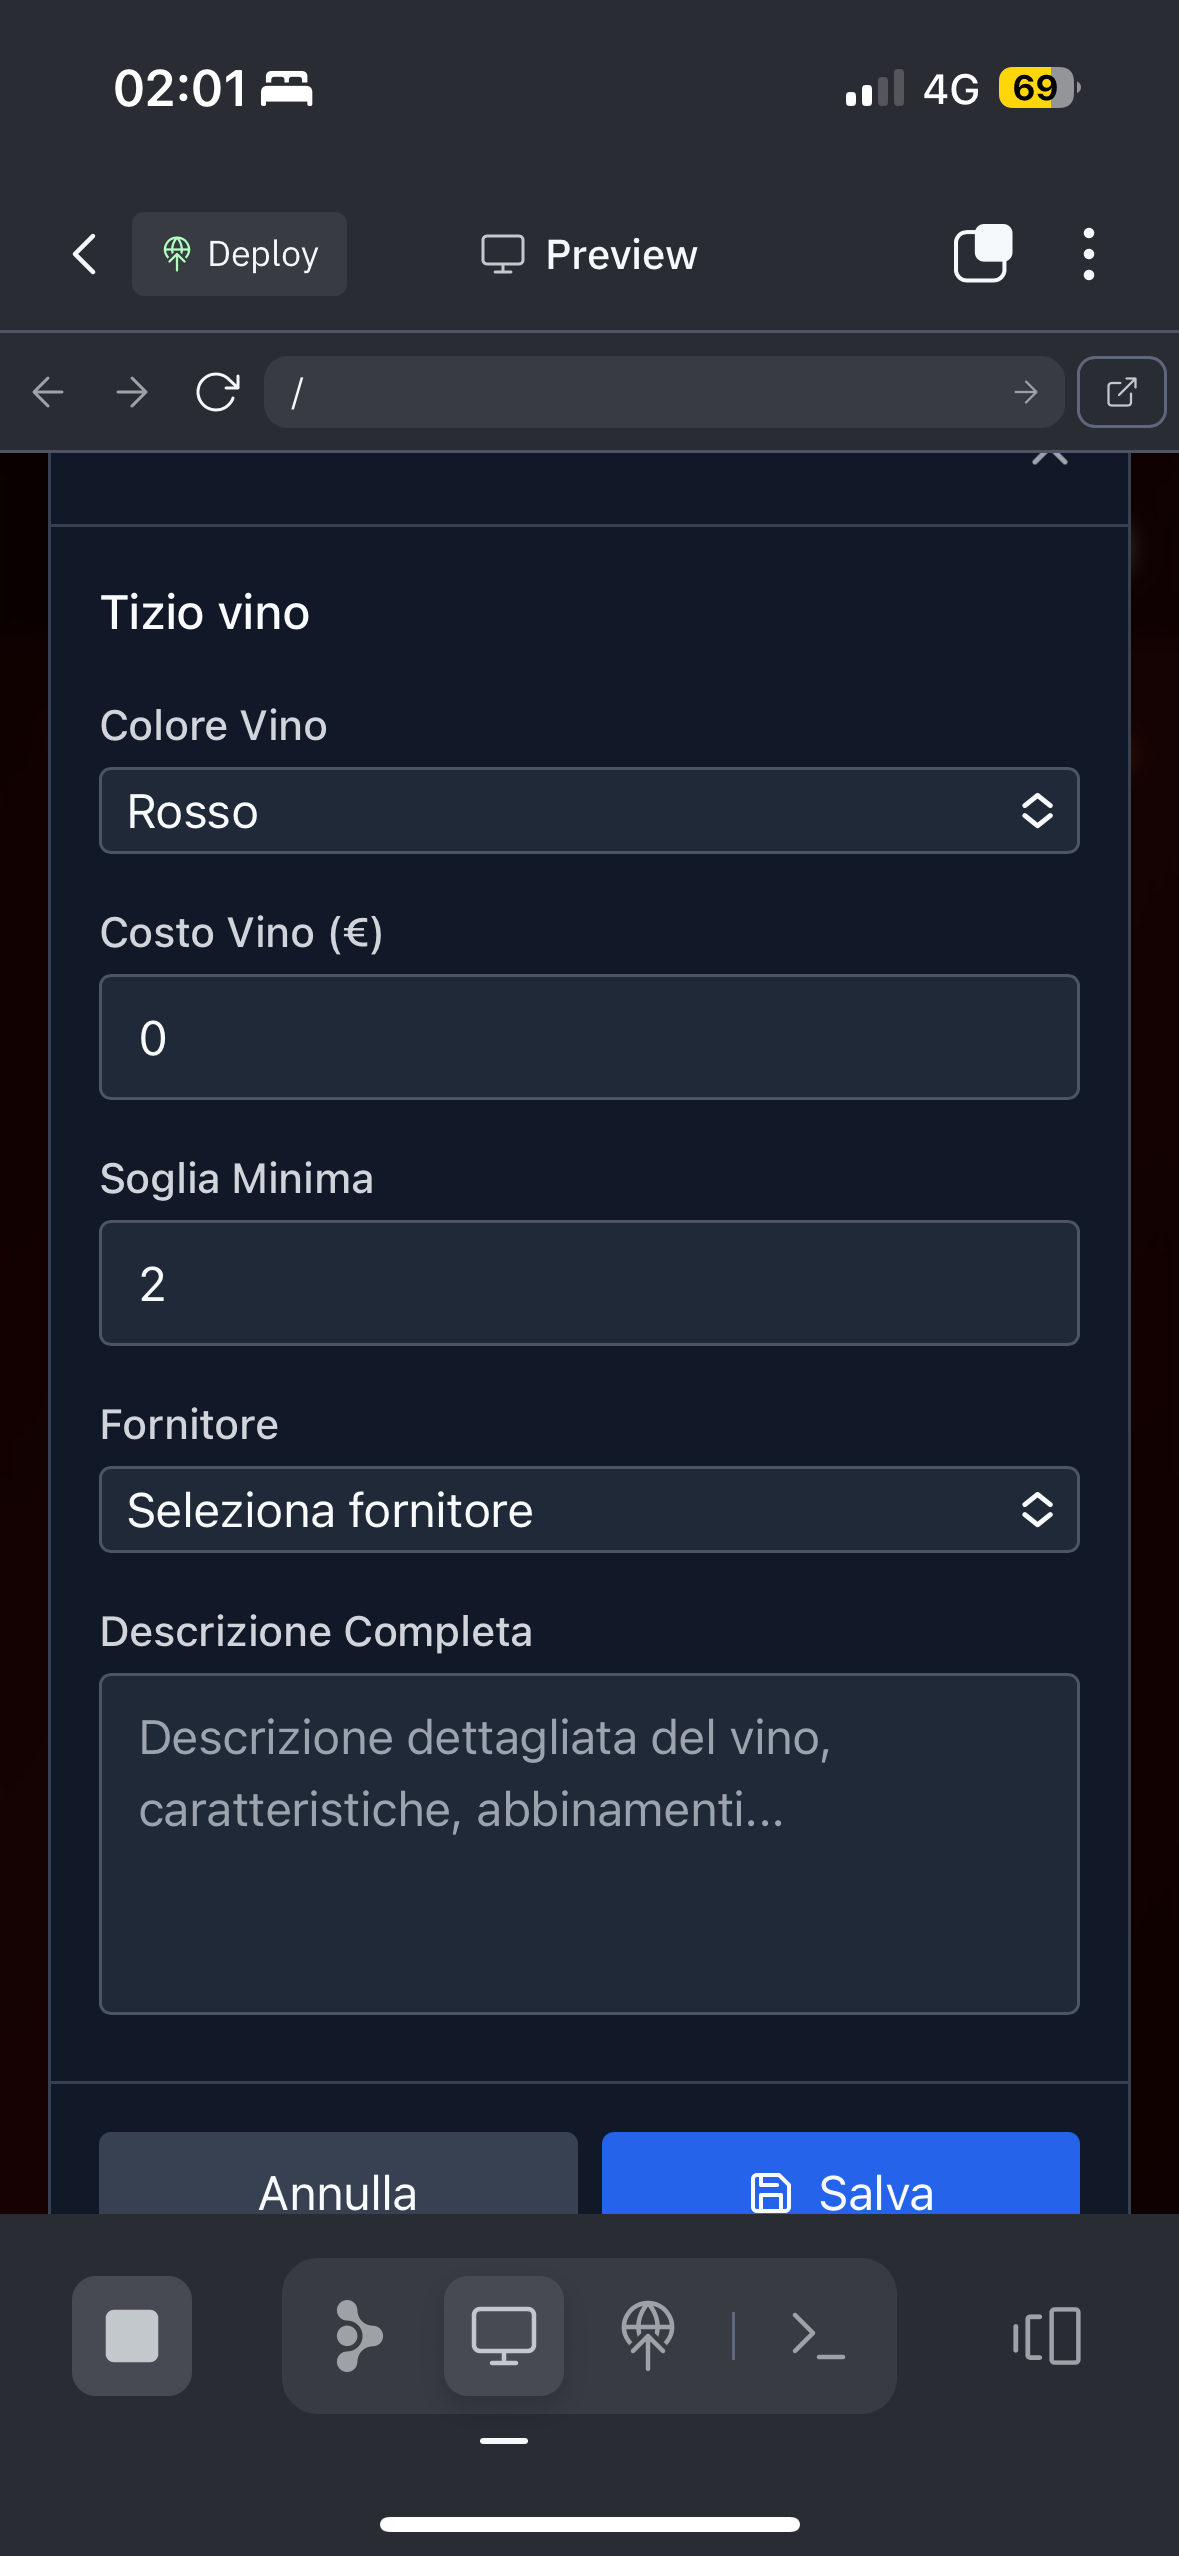 02:01
4G
69
Deploy
Preview
/
Tizio vino
Colore Vino
Rosso
Costo Vino (€)
0
Soglia Minima
2
Fornitore
Seleziona fornitore
Descrizione Completa
Descrizione dettagliata del vino,
caratteristiche, abbinamenti...
Annulla
Salva